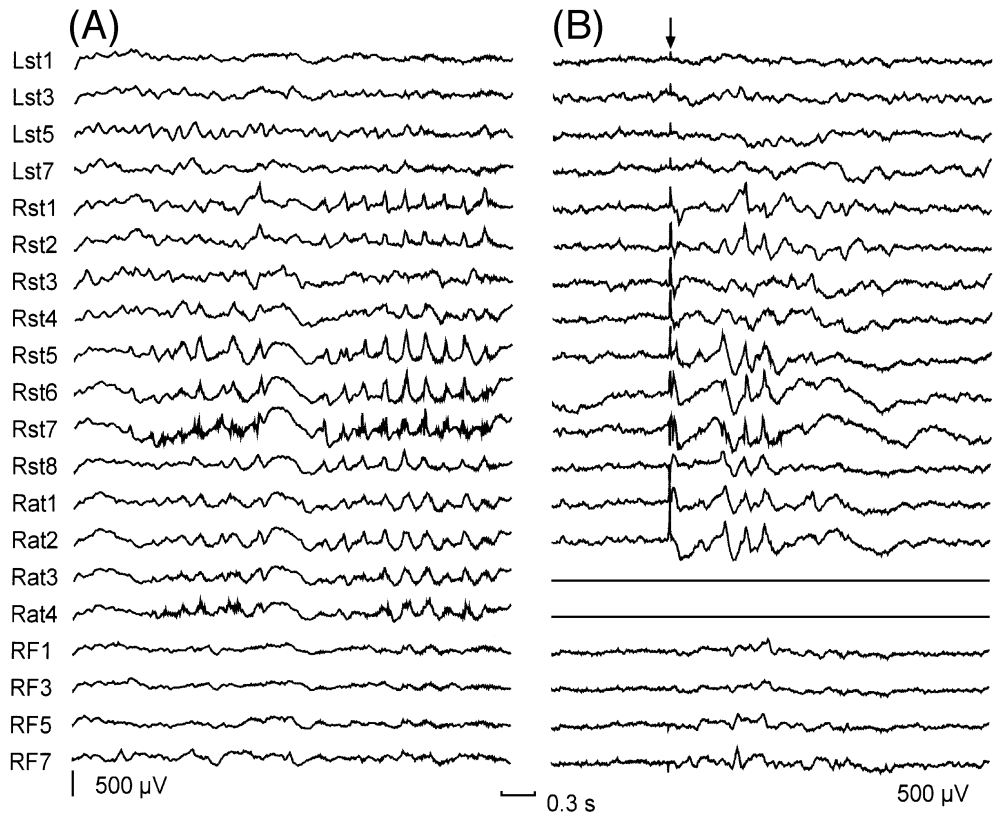 (A) (B)
Lst1
Lst3
Lst5
Lst7
Rst1
Rst2
Rst3
Rst4
Rst5
Rst6
Rst7
Rst8
Rat1
Rat2
Rat3
Rat4
RF1
RF3
RF5
RF7
500 µV 0.3 s 500 µV